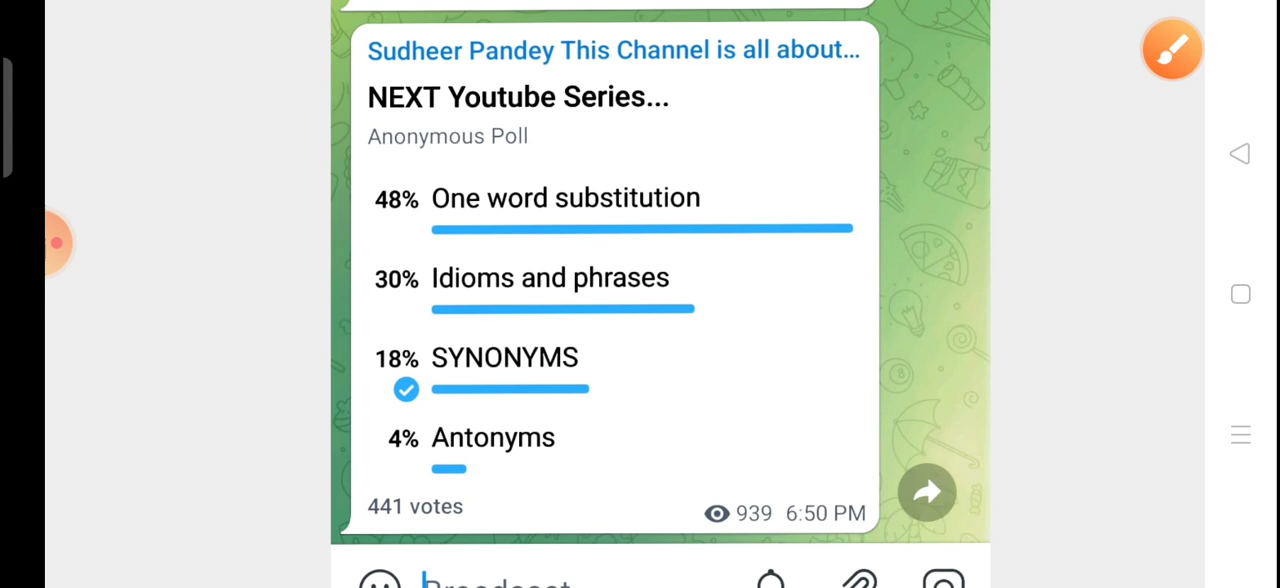 Sudheer Pandey This Channel is all about...
NEXT Youtube Series...
Anonymous Poll
48% One word substitution
30% Idioms and phrases
18% SYNONYMS
4% Antonyms
441 votes
939 6:50 PM
Broadcast